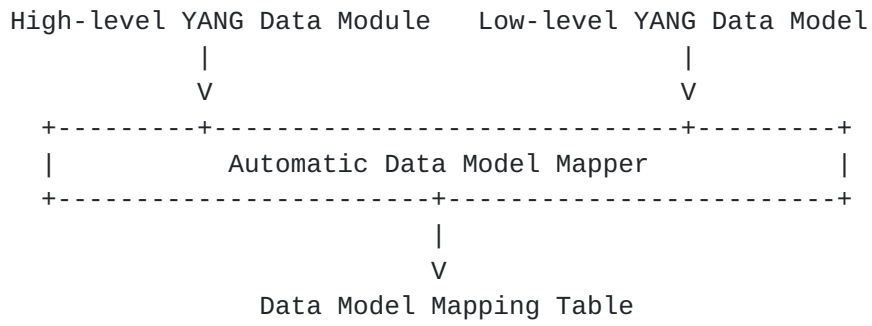 High-level YANG Data Module   Low-level YANG Data Model
Automatic Data Model Mapper
Data Model Mapping Table